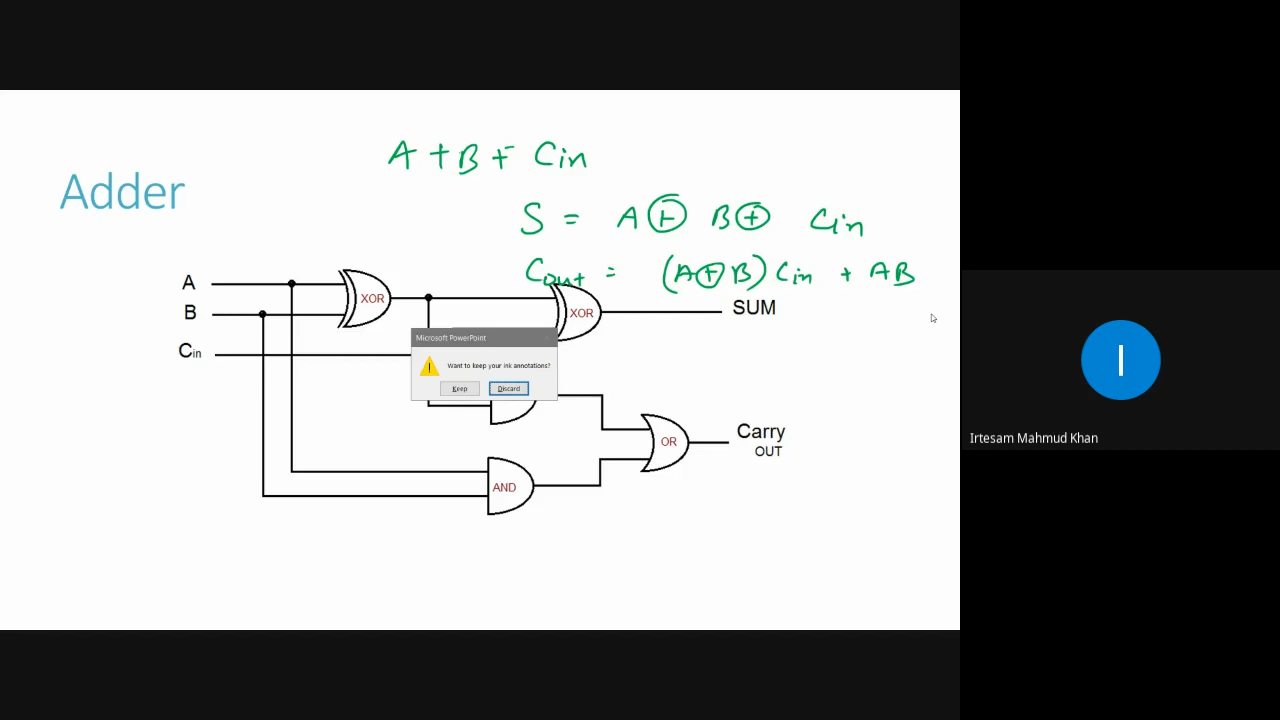 A + B + Cin
Adder
S = A ⊕ B ⊕ Cin
Cout = (A⊕B) Cin + AB
A
XOR
B
XOR
SUM
Cin
Microsoft PowerPoint
Want to keep your ink annotations?
Keep Discard
OR
Carry
OUT
AND
Irtesam Mahmud Khan
I